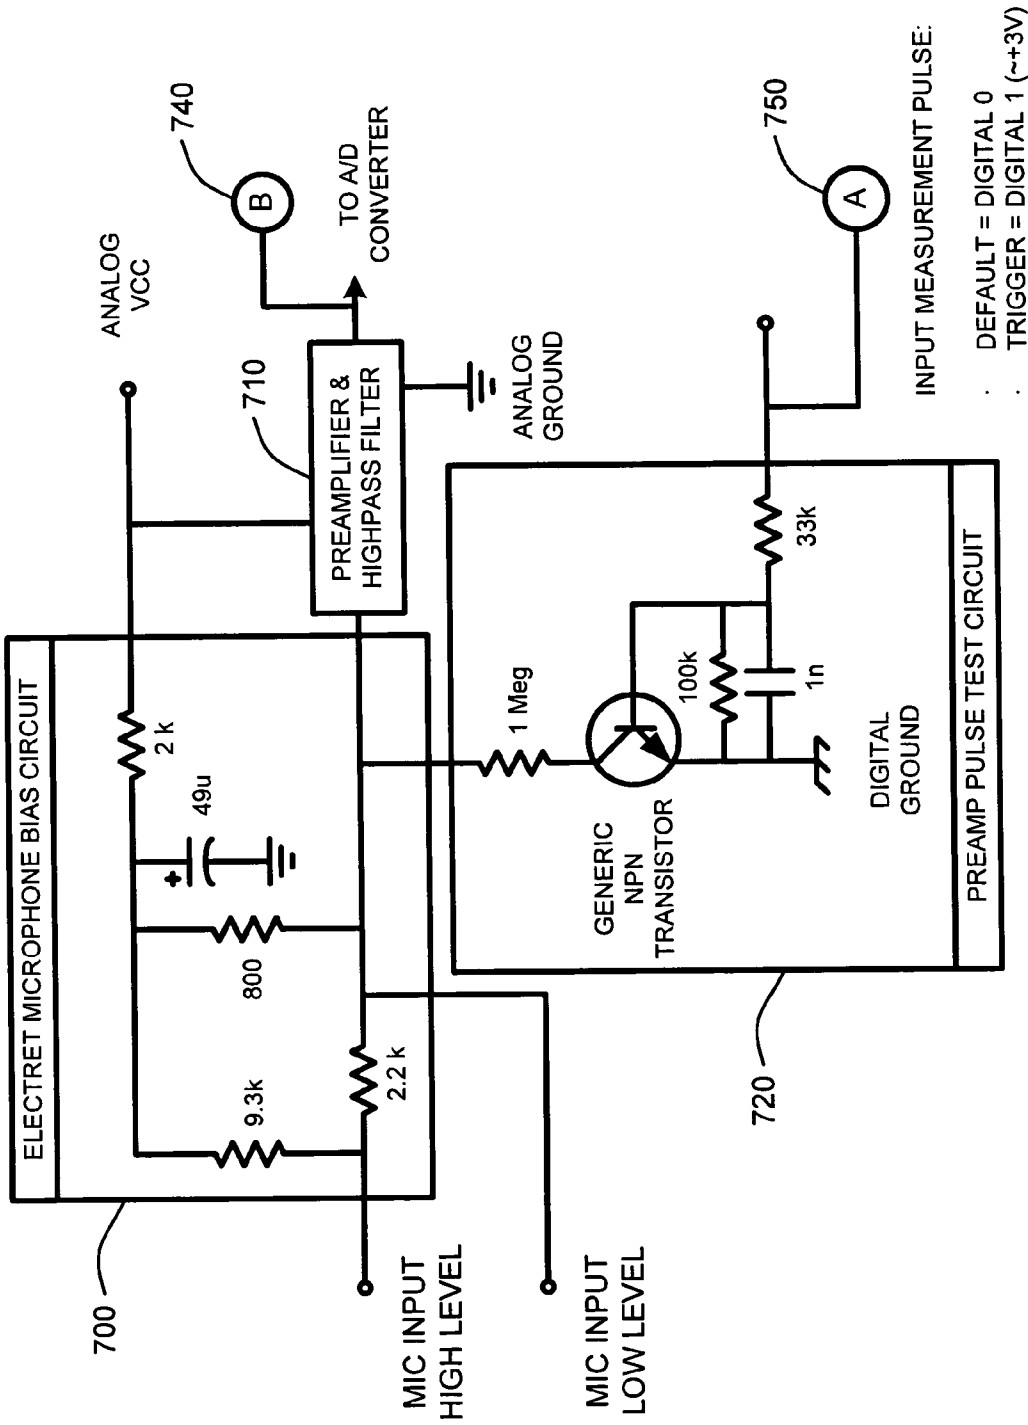 ELECTRET MICROPHONE BIAS CIRCUIT
700
9.3k
800
+
49u
2 k
2.2 k
MIC INPUT
HIGH LEVEL
MIC INPUT
LOW LEVEL
ANALOG
VCC
710
PREAMPLIFIER &
HIGHPASS FILTER
740
B
TO A/D
CONVERTER
ANALOG
GROUND
1 Meg
GENERIC
NPN
TRANSISTOR
100k
1n
33k
DIGITAL
GROUND
PREAMP PULSE TEST CIRCUIT
720
750
A
INPUT MEASUREMENT PULSE:
. DEFAULT = DIGITAL 0
. TRIGGER = DIGITAL 1 (~+3V)